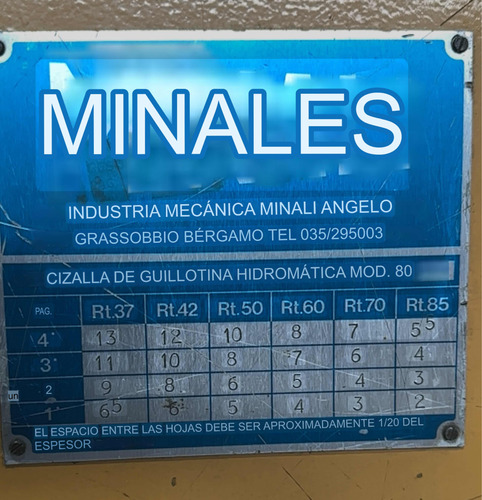 MINALES
INDUSTRIA MECÁNICA MINALI ANGELO
GRASSOBBIO BÉRGAMO TEL 035/295003
CIZALLA DE GUILLOTINA HIDROMÁTICA MOD. 80
PAG. Rt.37 Rt.42 Rt.50 Rt.60 Rt.70 Rt.85
4° 13 12 10 8 7 5⁵
3° 11 10 8 7 6 4
2 9 8 6 5 4 3
un 1° 6⁵ 6 5 4 3 2
EL ESPACIO ENTRE LAS HOJAS DEBE SER APROXIMADAMENTE 1/20 DEL
ESPESOR